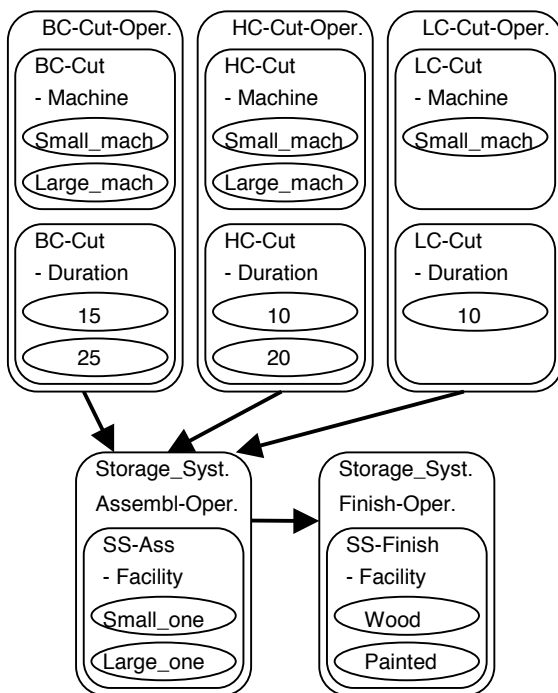 BC-Cut-Oper.
BC-Cut
- Machine
Small_mach
Large_mach
BC-Cut
- Duration
15
25
HC-Cut-Oper.
HC-Cut
- Machine
Small_mach
Large_mach
HC-Cut
- Duration
10
20
LC-Cut-Oper.
LC-Cut
- Machine
Small_mach
LC-Cut
- Duration
10
Storage_Syst.
Assembl-Oper.
SS-Ass
- Facility
Small_one
Large_one
Storage_Syst.
Finish-Oper.
SS-Finish
- Facility
Wood
Painted